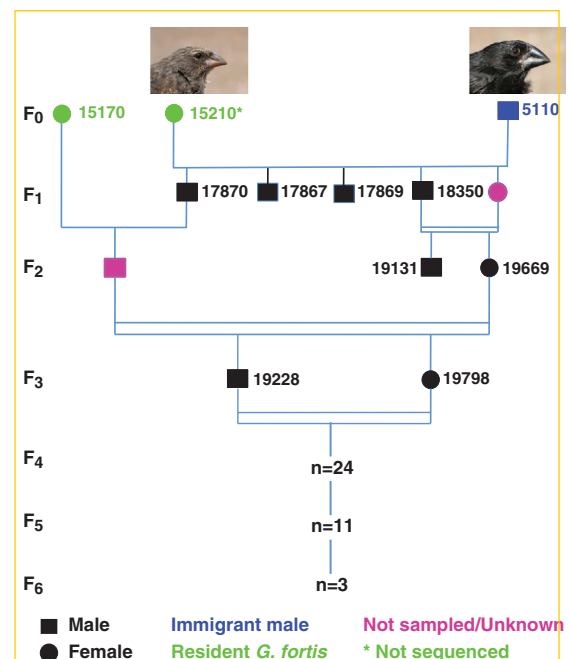 F0 15170 15210* 5110
F1 17870 17867 17869 18350
F2 19131 19669
F3 19228 19798
F4 n=24
F5 n=11
F6 n=3
Male Immigrant male Not sampled/Unknown
Female Resident G. fortis * Not sequenced